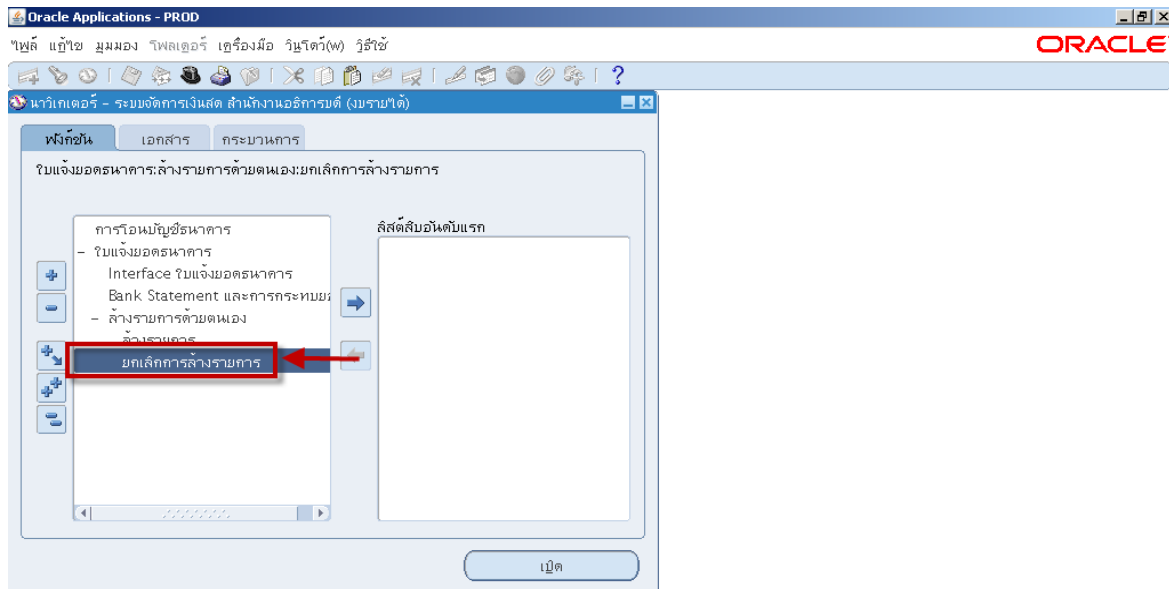 Oracle Applications - PROD
ไฟล์ แก้ไข มุมมอง โฟลเดอร์ เครื่องมือ วินโดว์(w) วิธีใช้
ORACLE
นาวิเกเตอร์ - ระบบจัดการเงินสด สำนักงานอธิการบดี (งบรายได้)
ฟังก์ชัน เอกสาร กระบวนการ
ใบแจ้งยอดธนาคาร:ล้างรายการด้วยตนเอง:ยกเลิกการล้างรายการ
ลิสต์สิบอันดับแรก
การโอนบัญชีธนาคาร
- ใบแจ้งยอดธนาคาร
Interface ใบแจ้งยอดธนาคาร
Bank Statement และการกระทบย
- ล้างรายการด้วยตนเอง
ล้างรายการ
ยกเลิกการล้างรายการ
เปิด